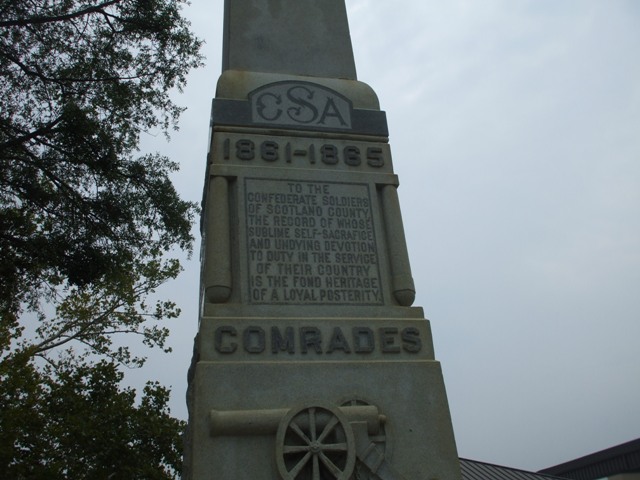 CSA
1861-1865
TO THE
CONFEDERATE SOLDIERS
OF SCOTLAND COUNTY,
THE RECORD OF WHOSE
SUBLIME SELF-SACRAFICE
AND UNDYING DEVOTION
TO DUTY IN THE SERVICE
OF THEIR COUNTRY
IS THE FOND HERITAGE
OF A LOYAL POSTERITY.
COMRADES